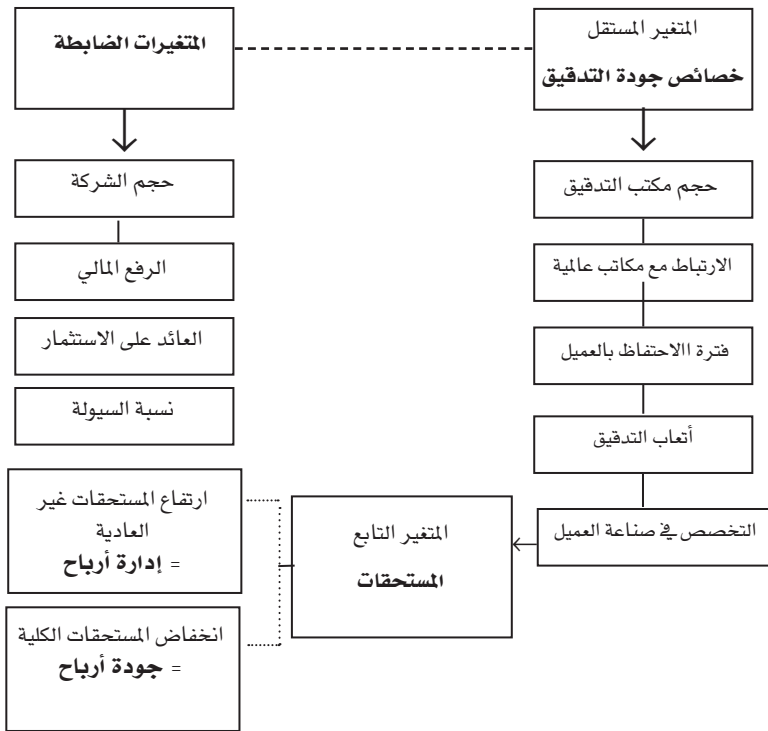 المتغير المستقل
خصائص جودة التدقيق
حجم مكتب التدقيق
الارتباط مع مكاتب عالمية
فترة االاحتفاظ بالعميل
أتعاب التدقيق
التخصص في صناعة العميل
المتغيرات الضابطة
حجم الشركة
الرفع المالي
العائد على الاستثمار
نسبة السيولة
المتغير التابع
المستحقات
ارتفاع المستحقات غير
العادية
= إدارة أرباح
انخفاض المستحقات الكلية
= جودة أرباح